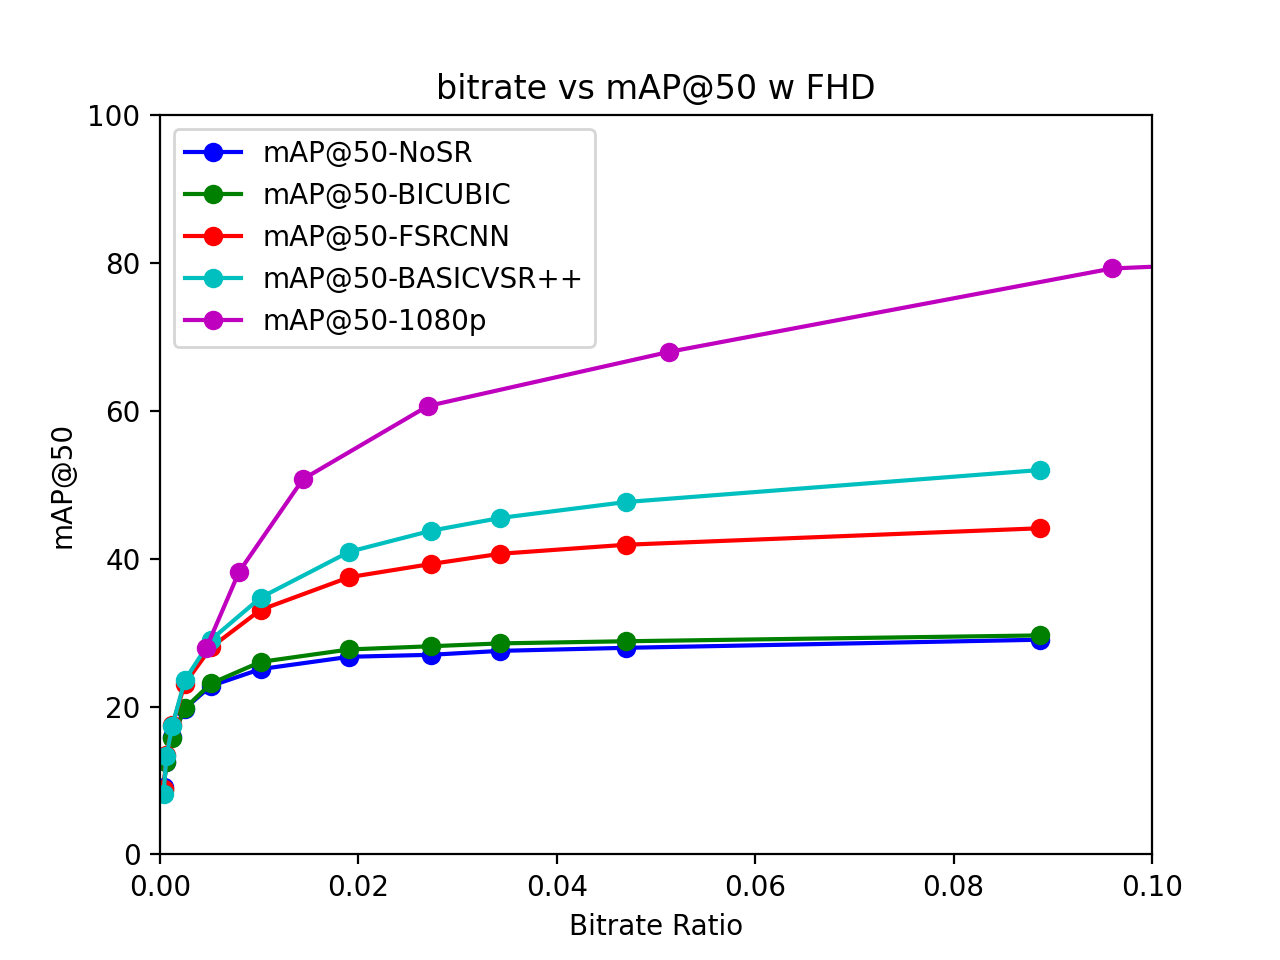 bitrate vs mAP@50 w FHD
100
80
60
40
20
0
mAP@50
mAP@50-NoSR
mAP@50-BICUBIC
mAP@50-FSRCNN
mAP@50-BASICVSR++
mAP@50-1080p
0.00 0.02 0.04 0.06 0.08 0.10
Bitrate Ratio